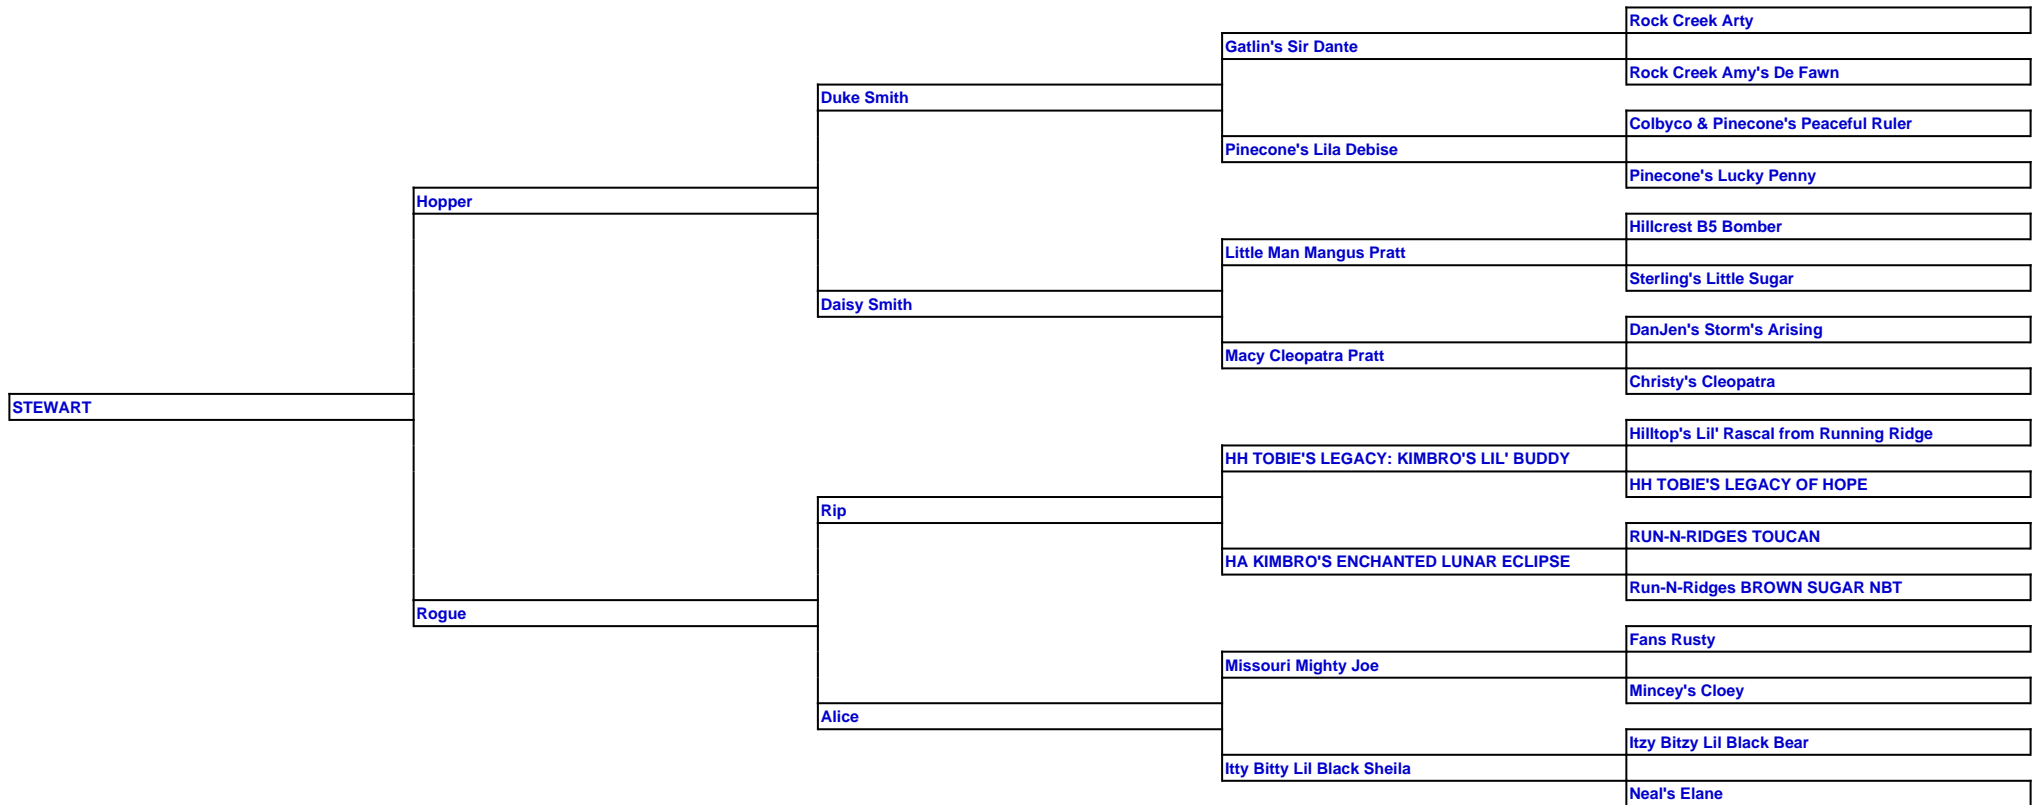 Rock Creek Arty
Gatlin's Sir Dante
Rock Creek Amy's De Fawn
Duke Smith
Colbyco & Pinecone's Peaceful Ruler
Pinecone's Lila Debise
Pinecone's Lucky Penny
Hopper
Hillcrest B5 Bomber
Little Man Mangus Pratt
Sterling's Little Sugar
Daisy Smith
DanJen's Storm's Arising
Macy Cleopatra Pratt
Christy's Cleopatra
STEWART
Hilltop's Lil' Rascal from Running Ridge
HH TOBIE'S LEGACY: KIMBRO'S LIL' BUDDY
HH TOBIE'S LEGACY OF HOPE
Rip
RUN-N-RIDGES TOUCAN
HA KIMBRO'S ENCHANTED LUNAR ECLIPSE
Run-N-Ridges BROWN SUGAR NBT
Rogue
Fans Rusty
Missouri Mighty Joe
Mincey's Cloey
Alice
Itzy Bitzy Lil Black Bear
Itty Bitty Lil Black Sheila
Neal's Elane